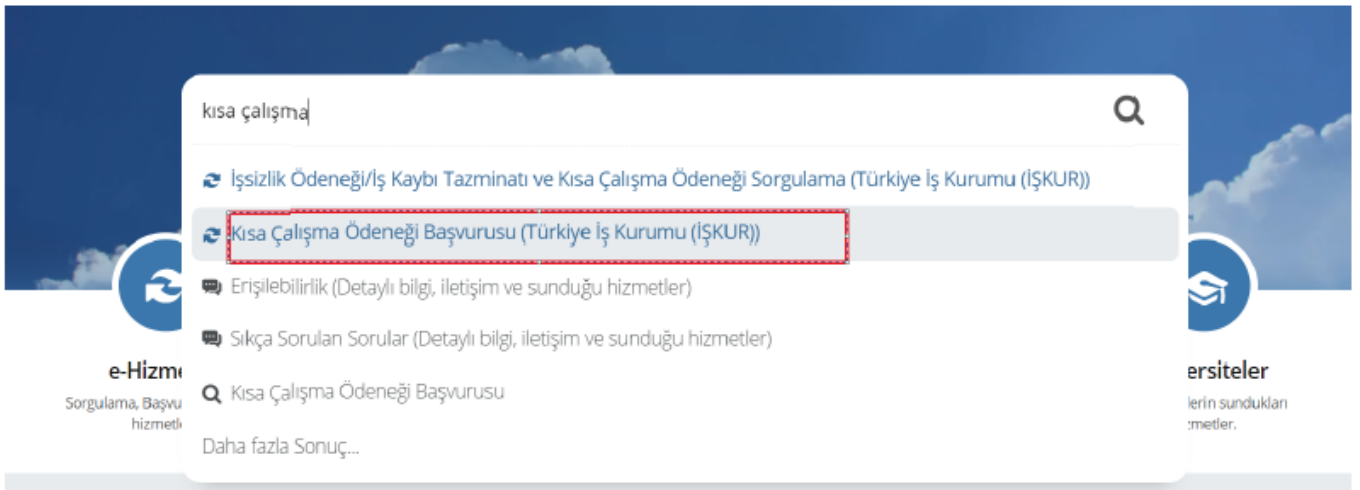 kısa çalışma
İşsizlik Ödeneği/İş Kaybı Tazminatı ve Kısa Çalışma Ödeneği Sorgulama (Türkiye İş Kurumu (İŞKUR))
Kısa Çalışma Ödeneği Başvurusu (Türkiye İş Kurumu (İŞKUR))
Erişilebilirlik (Detaylı bilgi, iletişim ve sunduğu hizmetler)
Sıkça Sorulan Sorular (Detaylı bilgi, iletişim ve sunduğu hizmetler)
Kısa Çalışma Ödeneği Başvurusu
Daha fazla Sonuç...
e-Hizme
Sorgulama, Başvu
hizmetl
ersiteler
lerin sundukları
zmetler.